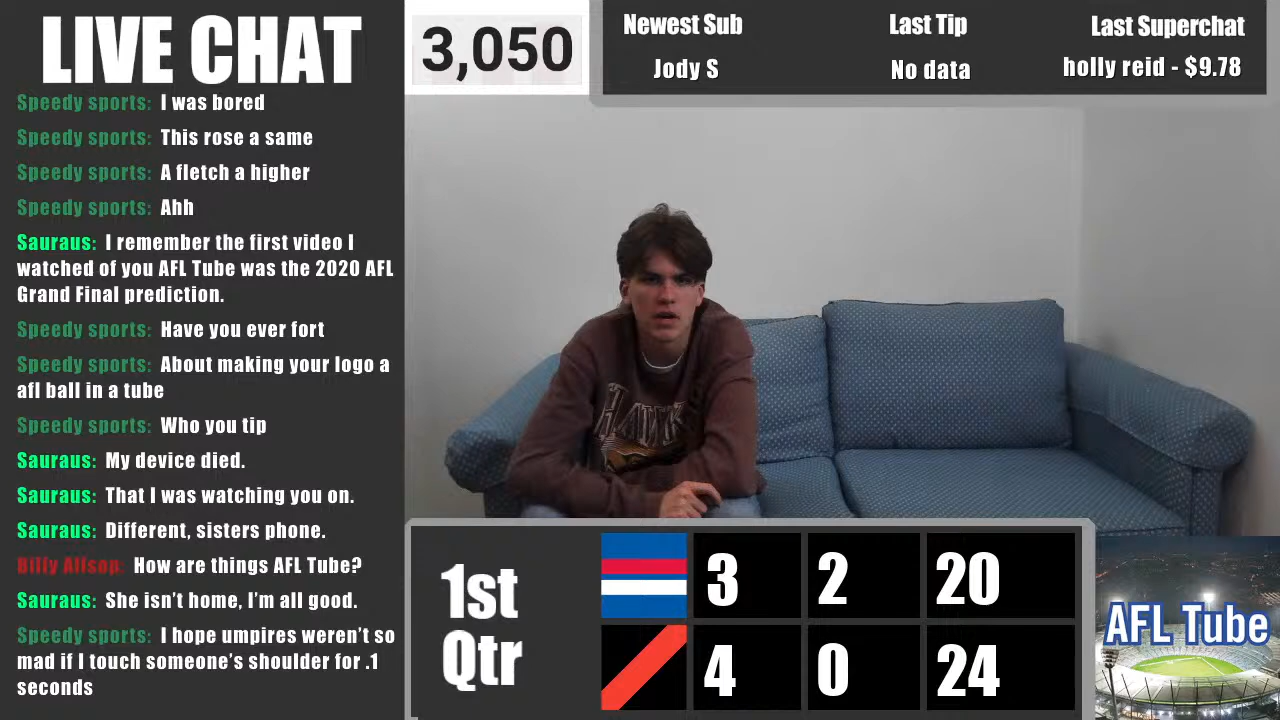 LIVE CHAT
Speedy sports: I was bored
Speedy sports: This rose a same
Speedy sports: A fletch a higher
Speedy sports: Ahh
Sauraus: I remember the first video I
watched of you AFL Tube was the 2020 AFL
Grand Final prediction.
Speedy sports: Have you ever fort
Speedy sports: About making your logo a
afl ball in a tube
Speedy sports: Who you tip
Sauraus: My device died.
Sauraus: That I was watching you on.
Sauraus: Different, sisters phone.
Billy Allsop: How are things AFL Tube?
Sauraus: She isn't home, I'm all good.
Speedy sports: I hope umpires weren't so
mad if I touch someone's shoulder for .1
seconds
3,050
Newest Sub
Jody S
Last Tip
No data
Last Superchat
holly reid - $9.78
HAWK
1st
Qtr
3 2 20
4 0 24
AFL Tube